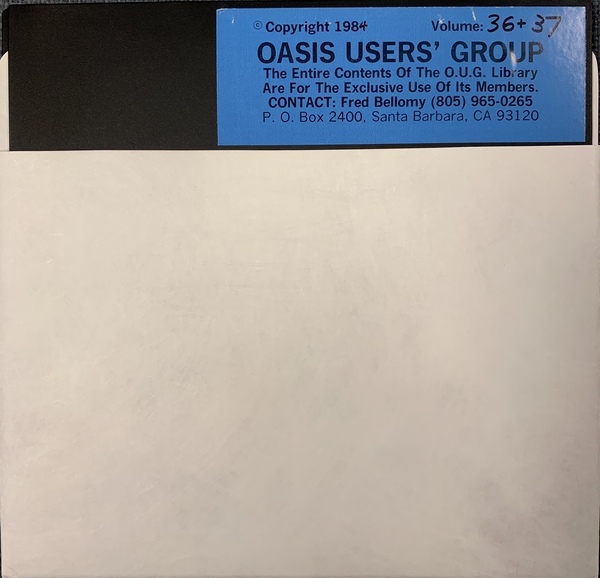 © Copyright 1984 Volume: 36+37
OASIS USERS' GROUP
The Entire Contents Of The O.U.G. Library
Are For The Exclusive Use Of Its Members.
CONTACT: Fred Bellomy (805) 965-0265
P. O. Box 2400, Santa Barbara, CA 93120